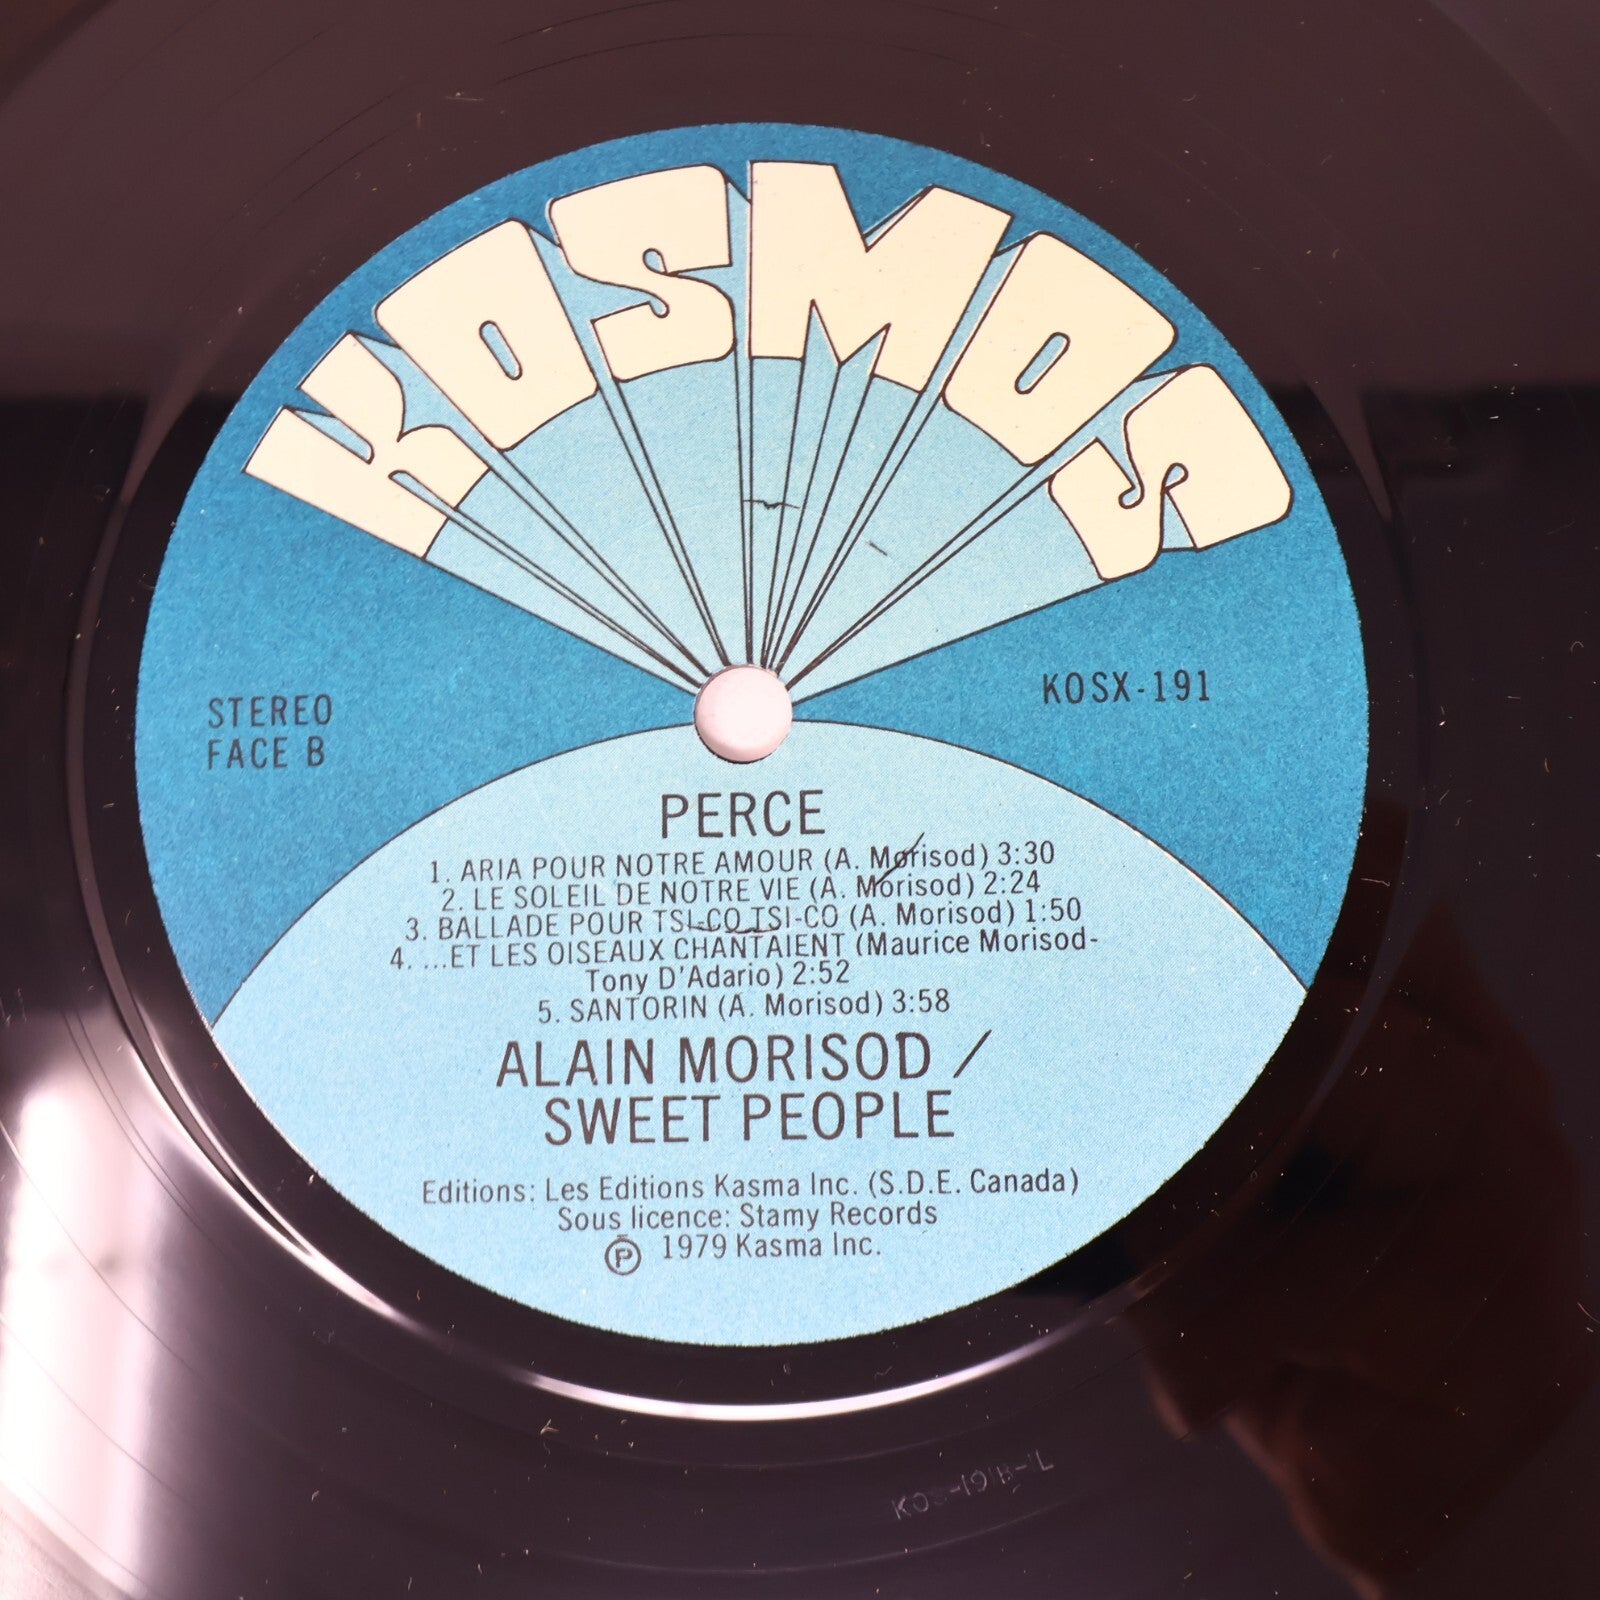 KOSMOS
STEREO
FACE B
KOSX-191
PERCE
1. ARIA POUR NOTRE AMOUR (A. Morisod) 3:30
2. LE SOLEIL DE NOTRE VIE (A. Morisod) 2:24
3. BALLADE POUR TSI-CO TSI-CO (A. Morisod) 1:50
4. ...ET LES OISEAUX CHANTAIENT (Maurice Morisod-
Tony D'Adario) 2:52
5. SANTORIN (A. Morisod) 3:58
ALAIN MORISOD /
SWEET PEOPLE
Editions: Les Editions Kasma Inc. (S.D.E. Canada)
Sous licence: Stamy Records
Ⓟ 1979 Kasma Inc.